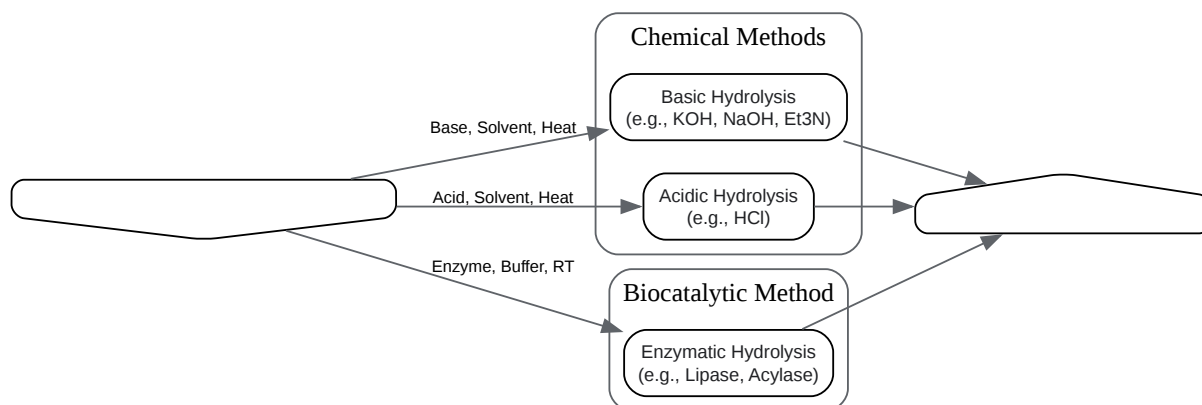 Chemical Methods
Basic Hydrolysis
(e.g., KOH, NaOH, Et3N)
Base, Solvent, Heat
Acid, Solvent, Heat
Acidic Hydrolysis
(e.g., HCl)
Enzyme, Buffer, RT
Biocatalytic Method
Enzymatic Hydrolysis
(e.g., Lipase, Acylase)